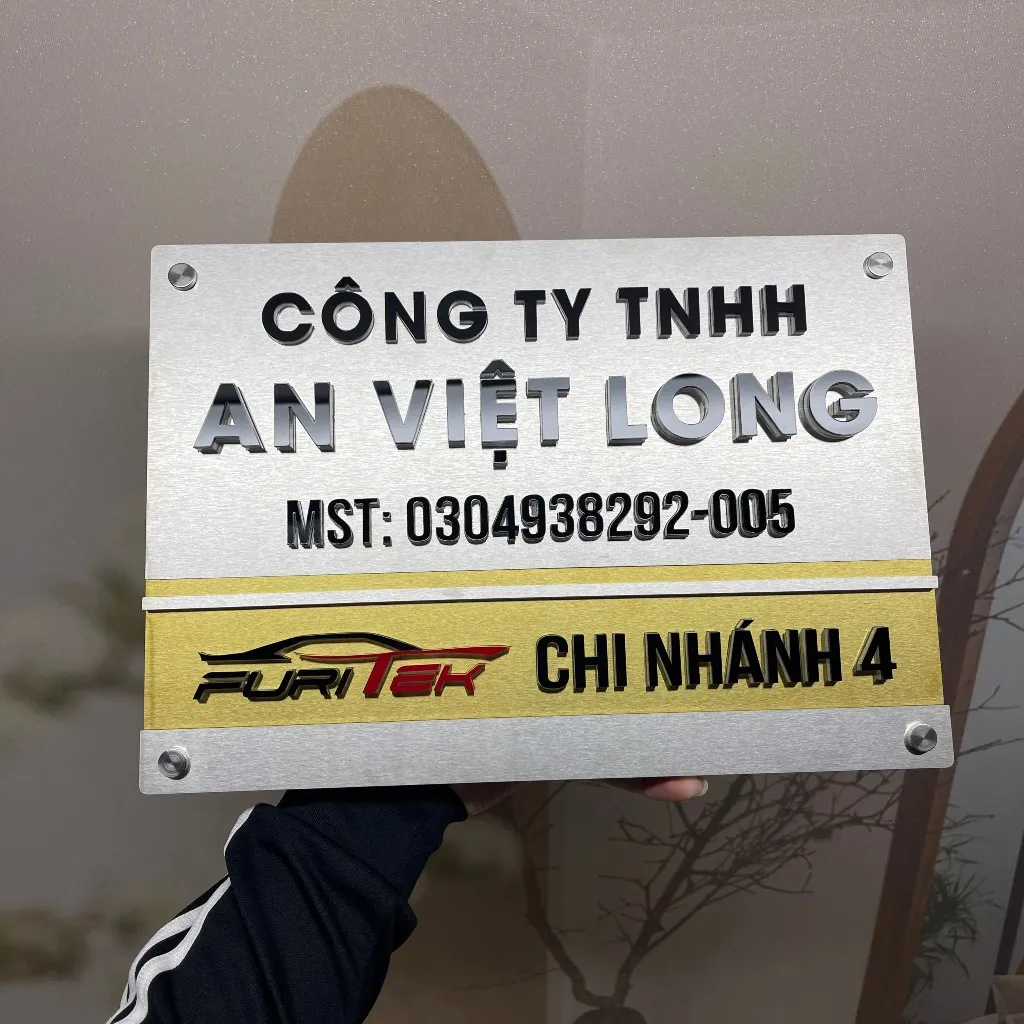 CÔNG TY TNHH
AN VIỆT LONG
MST: 0304938292-005
FURITEK CHI NHÁNH 4